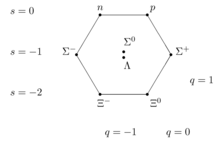 s = 0 n p
Σ⁰
s = −1 Σ⁻ Σ⁺
Λ
q = 1
s = −2
Ξ⁻ Ξ⁰
q = −1 q = 0